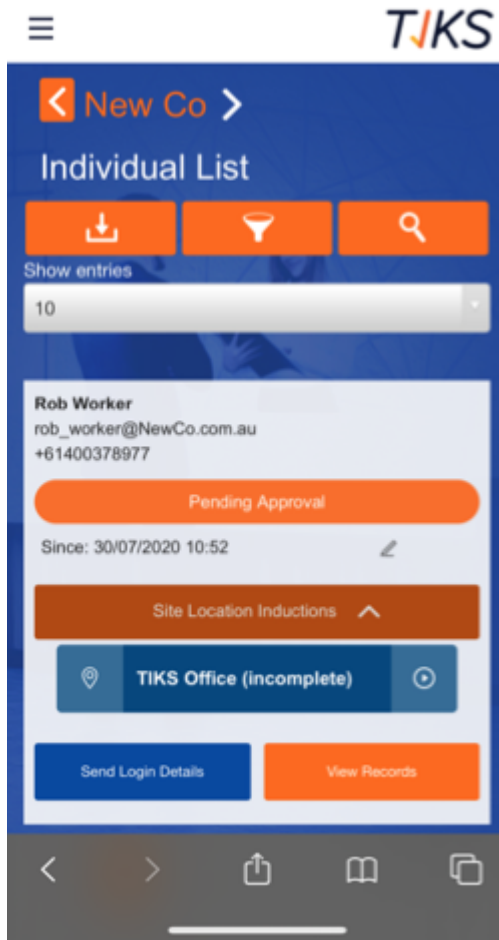 TIKS
New Co
Individual List
Show entries
10
Rob Worker
rob_worker@NewCo.com.au
+61400378977
Pending Approval
Since: 30/07/2020 10:52
Site Location Inductions
TIKS Office (incomplete)
Send Login Details
View Records